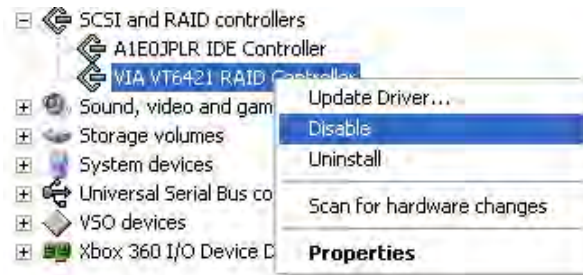 SCSI and RAID controllers
A1E0JPLR IDE Controller
VIA VT6421 RAID Controller
Sound, video and gam
Storage volumes
System devices
Universal Serial Bus co
VSO devices
Xbox 360 I/O Device D
Update Driver...
Disable
Uninstall
Scan for hardware changes
Properties